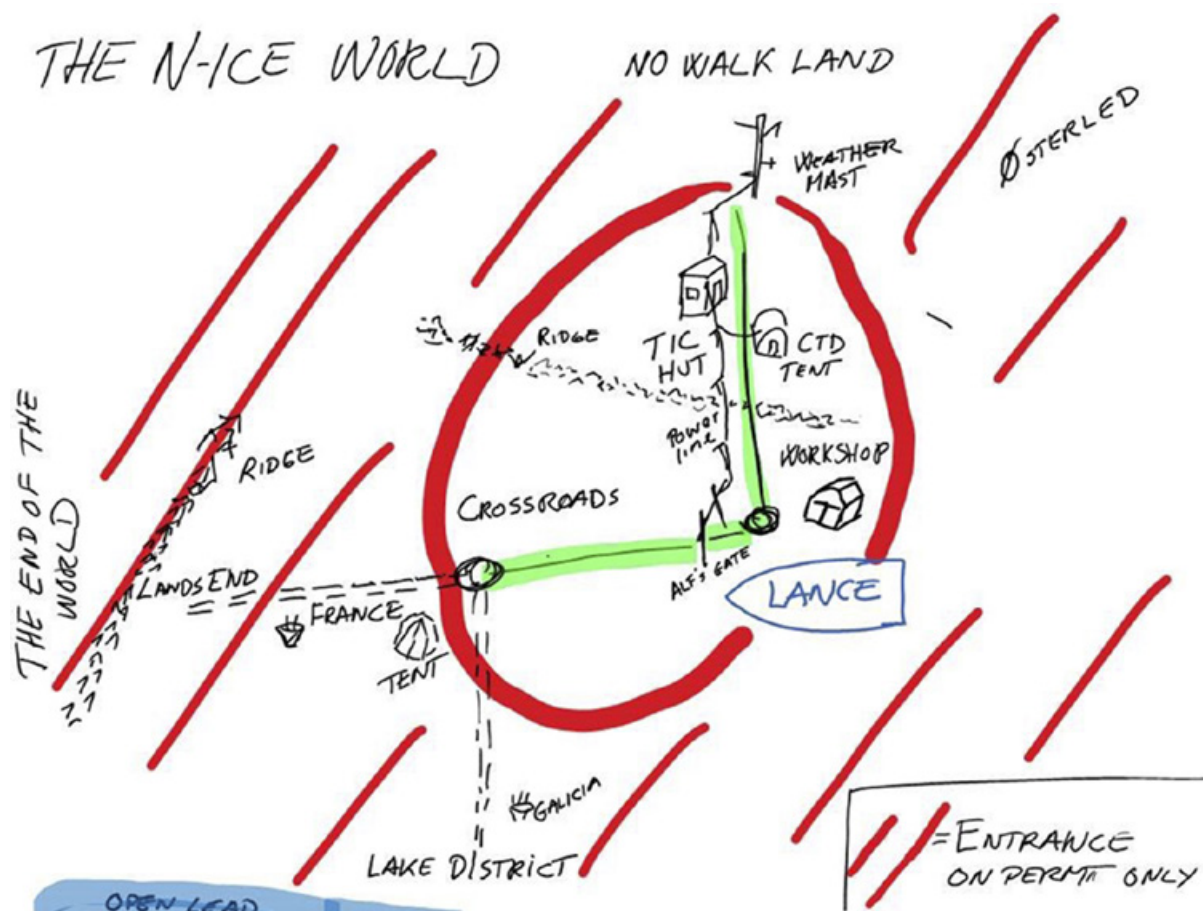 THE N-ICE WORLD
NO WALK LAND
ØSTERLED
WEATHER
MAST
RIDGE
TIC
HUT
CTD
TENT
POWER
LINE
WORKSHOP
THE END OF THE
WORLD
RIDGE
CROSSROADS
LANDS END
FRANCE
TENT
ALF'S GATE
LANCE
GALICIA
LAKE DISTRICT
= ENTRANCE
ON PERMIT ONLY
OPEN LEAD